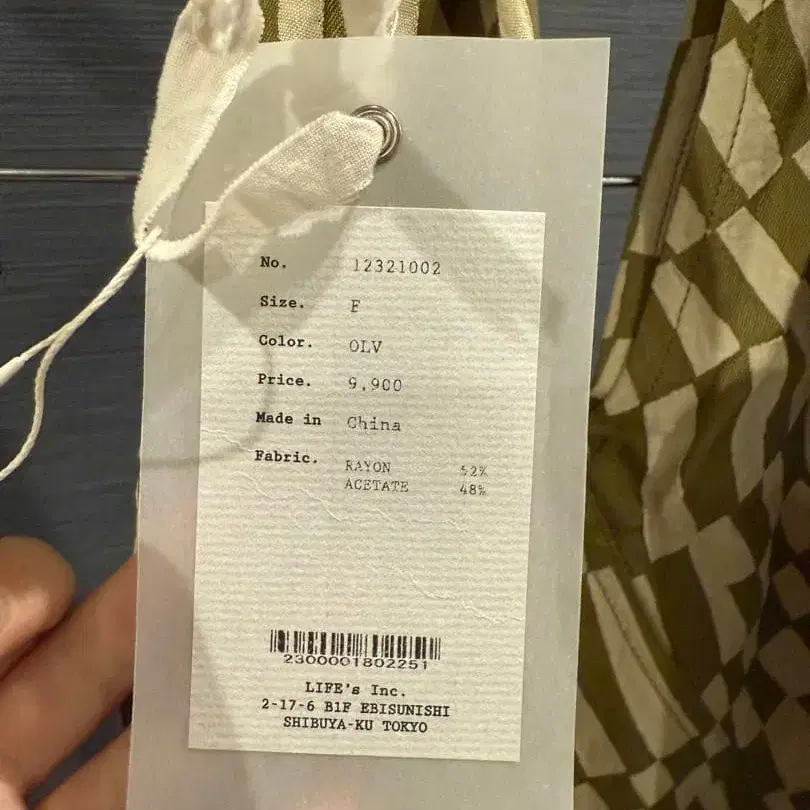 No. 12321002
Size. F
Color. OLV
Price. 9,900
Made in China
Fabric. RAYON 52%
ACETATE 48%
2300001802251
LIFE's Inc.
2-17-6 B1F EBISUNISHI
SHIBUYA-KU TOKYO